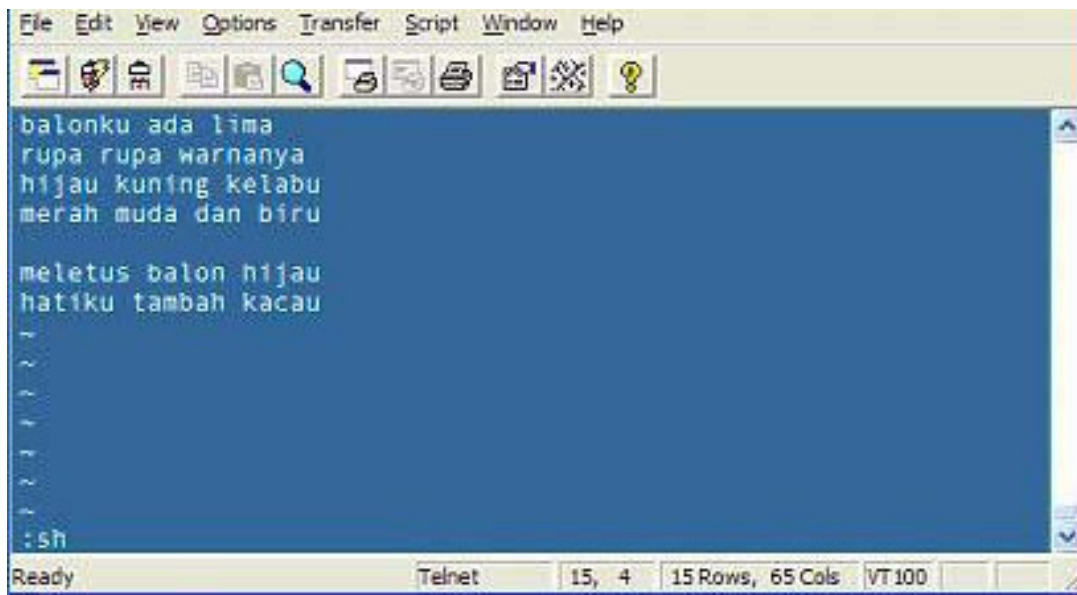 File Edit View Options Transfer Script Window Help
balonku ada lima
rupa rupa warnanya
hijau kuning kelabu
merah muda dan biru
meletus balon hijau
hatiku tambah kacau
~
~
~
~
~
~
~
:sh
Ready Telnet 15, 4 15 Rows, 65 Cols VT100